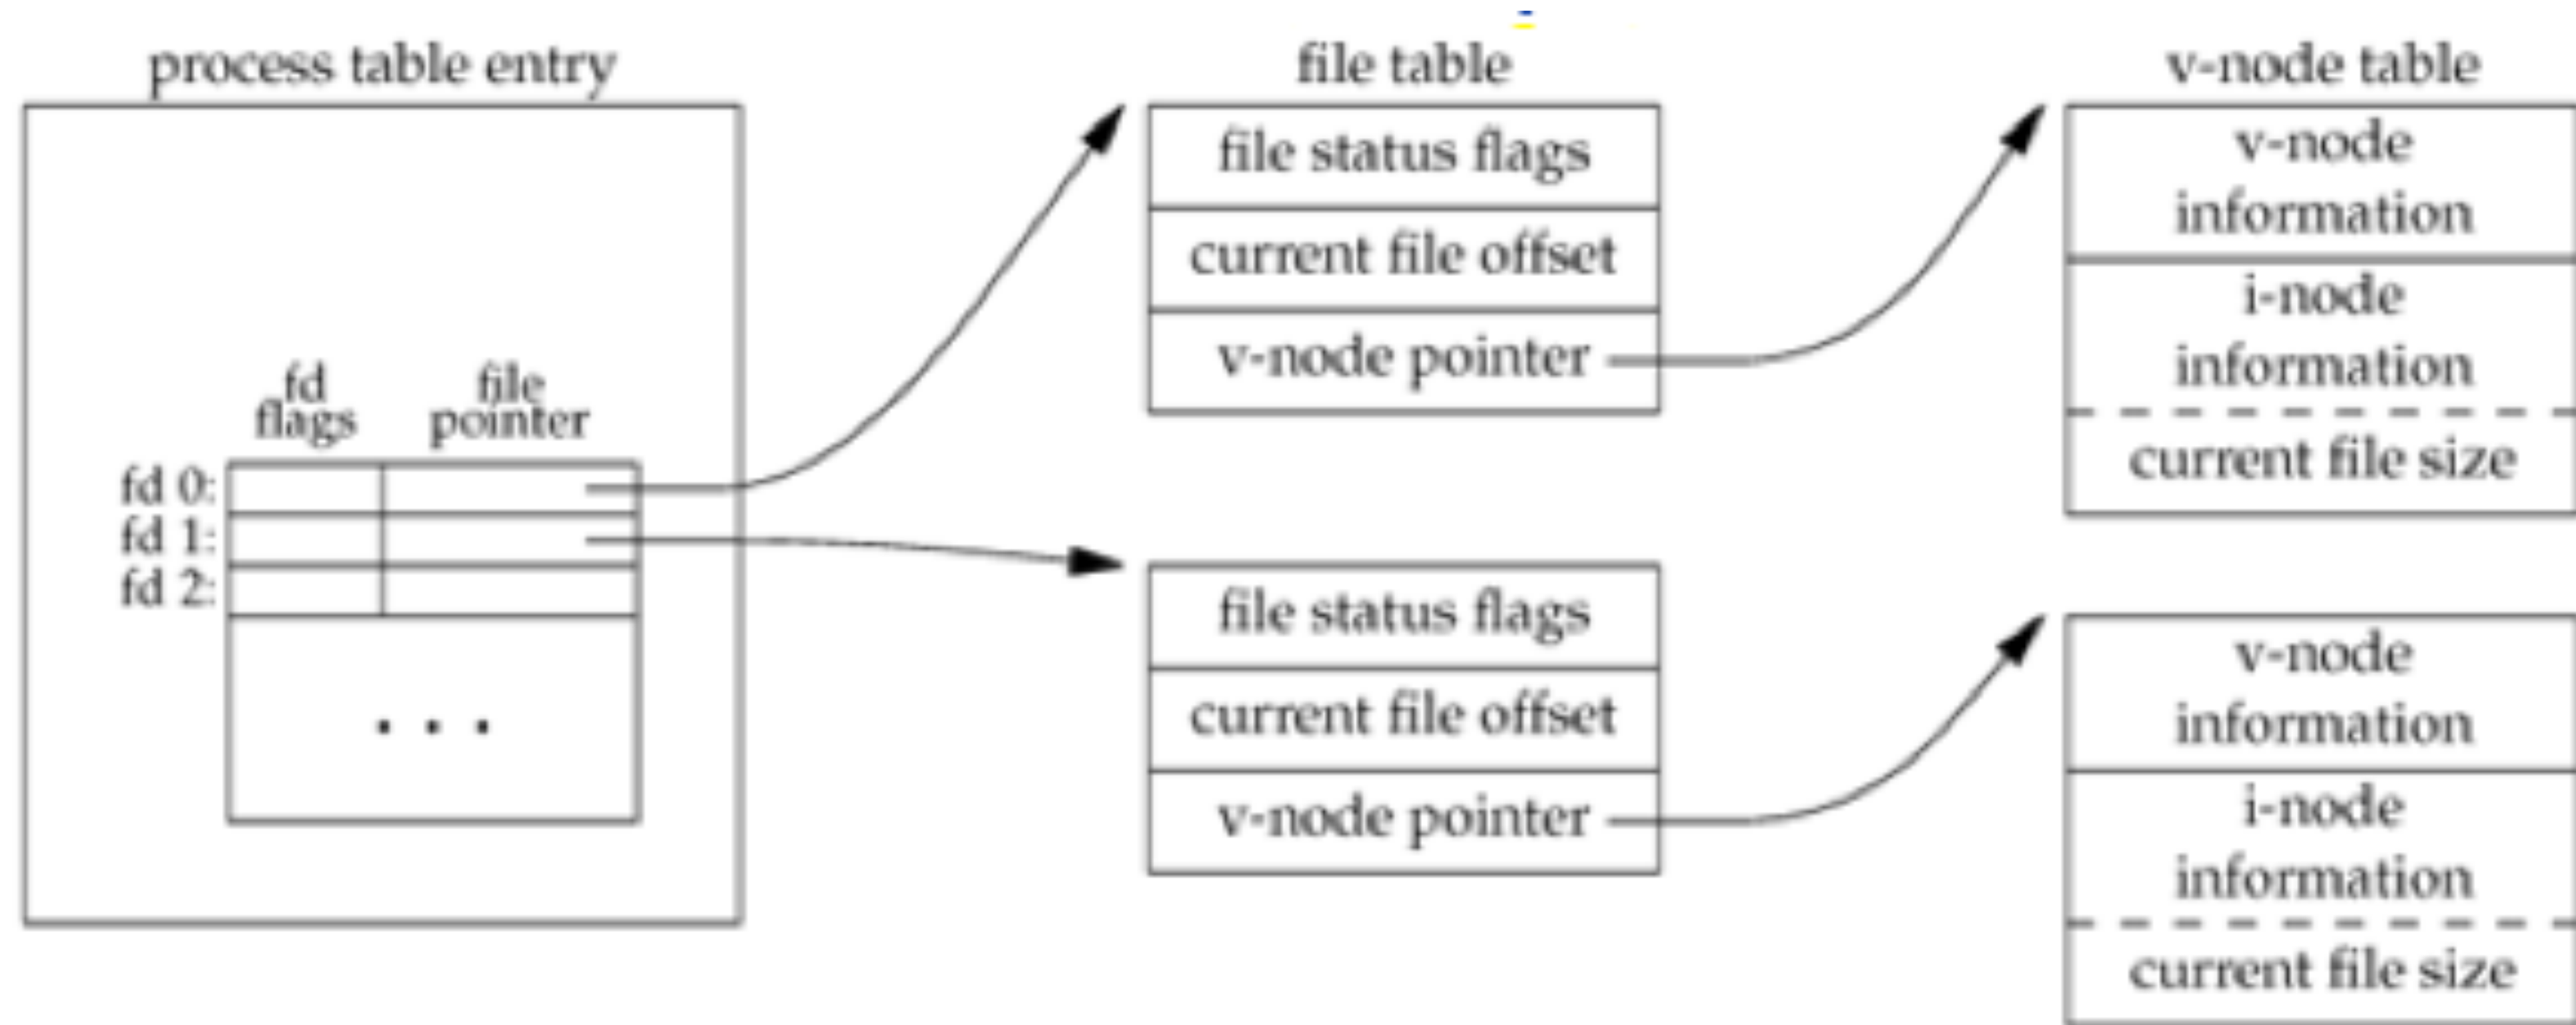 process table entry
fd
flags
file
pointer
fd 0:
fd 1:
fd 2:
. . .
file table
file status flags
current file offset
v-node pointer
file status flags
current file offset
v-node pointer
v-node table
v-node
information
i-node
information
current file size
v-node
information
i-node
information
current file size